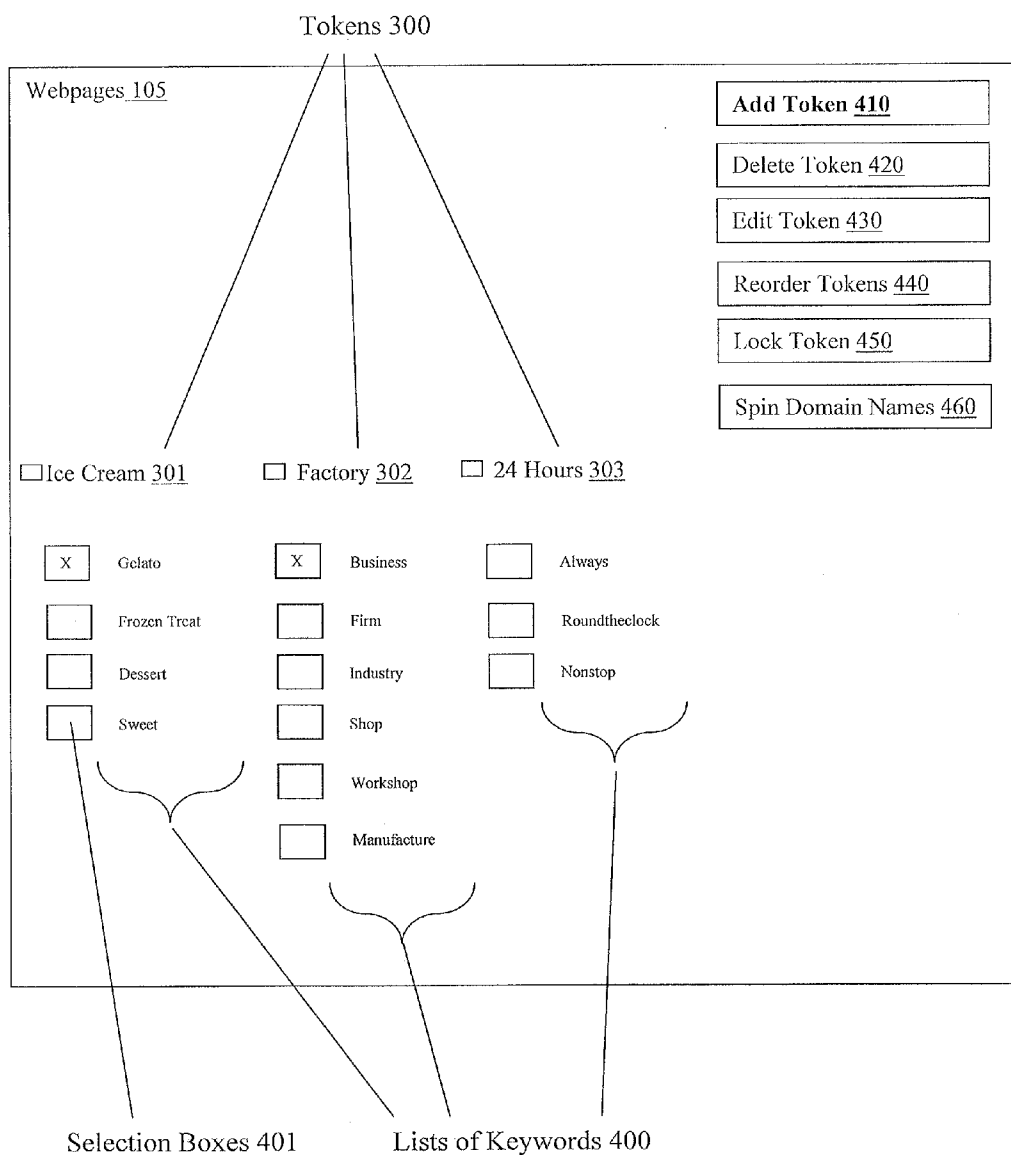 Tokens 300
Webpages 105
Add Token 410
Delete Token 420
Edit Token 430
Reorder Tokens 440
Lock Token 450
Spin Domain Names 460
Ice Cream 301 Factory 302 24 Hours 303
X Gelato X Business Always
Frozen Treat Firm Roundtheclock
Dessert Industry Nonstop
Sweet Shop
Workshop
Manufacture
Selection Boxes 401 Lists of Keywords 400